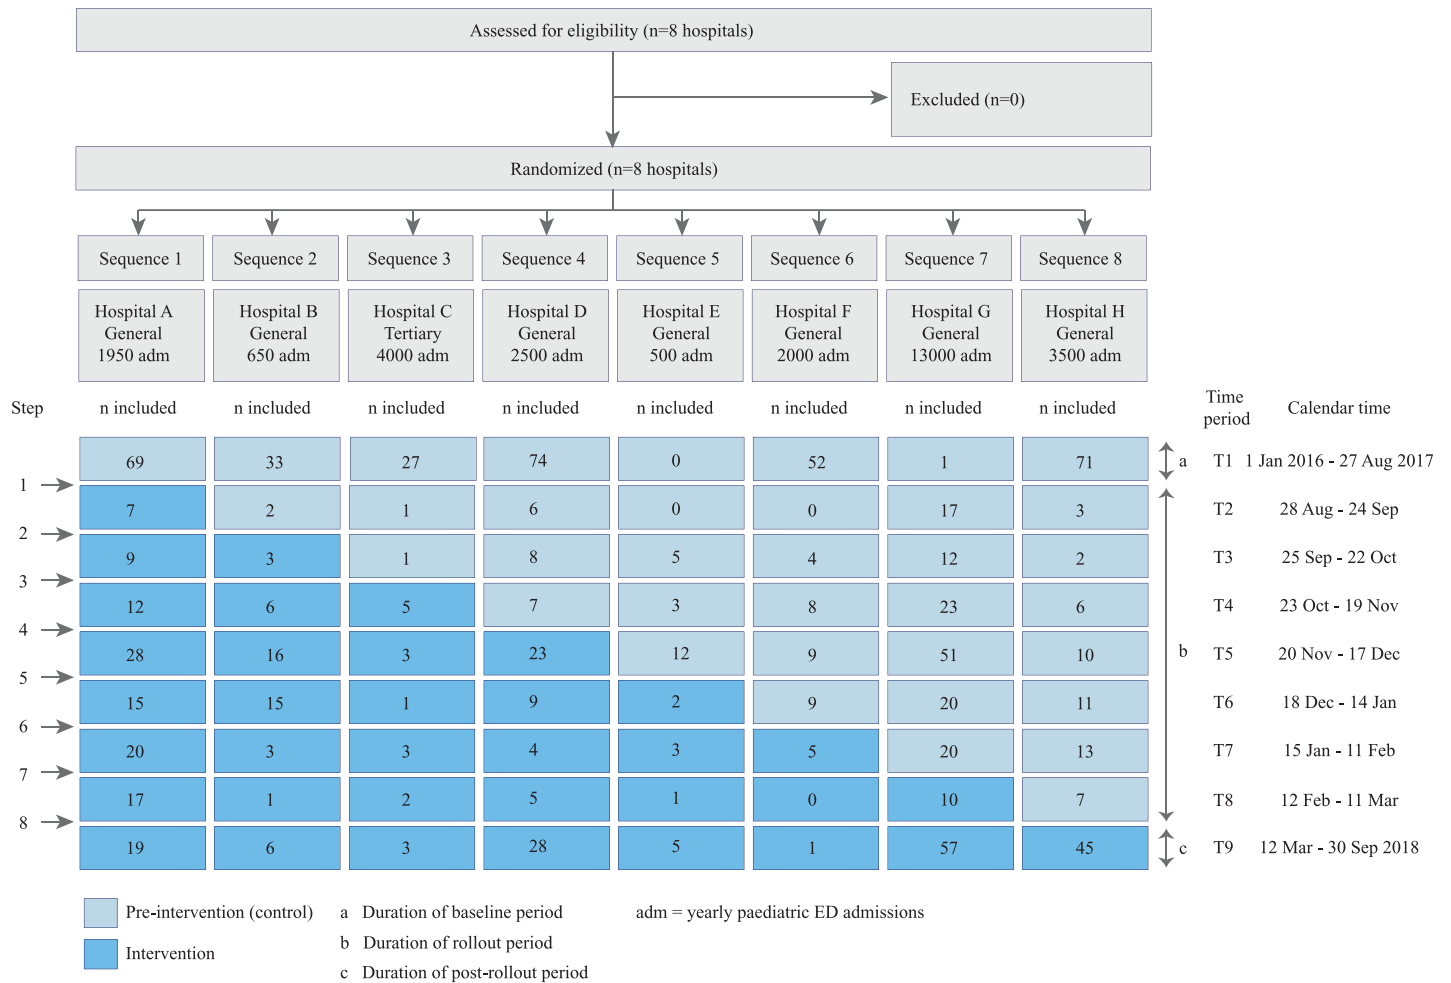 Assessed for eligibility (n=8 hospitals)
Excluded (n=0)
Randomized (n=8 hospitals)
Sequence 1 Sequence 2 Sequence 3 Sequence 4 Sequence 5 Sequence 6 Sequence 7 Sequence 8
Hospital A Hospital B Hospital C Hospital D Hospital E Hospital F Hospital G Hospital H
General General Tertiary General General General General General
1950 adm 650 adm 4000 adm 2500 adm 500 adm 2000 adm 13000 adm 3500 adm
Step n included n included n included n included n included n included n included n included Time period Calendar time
69 33 27 74 0 52 1 71 a T1 1 Jan 2016 - 27 Aug 2017
1
7 2 1 6 0 0 17 3 T2 28 Aug - 24 Sep
2
9 3 1 8 5 4 12 2 T3 25 Sep - 22 Oct
3
12 6 5 7 3 8 23 6 T4 23 Oct - 19 Nov
4
28 16 3 23 12 9 51 10 b T5 20 Nov - 17 Dec
5
15 15 1 9 2 9 20 11 T6 18 Dec - 14 Jan
6
20 3 3 4 3 5 20 13 T7 15 Jan - 11 Feb
7
17 1 2 5 1 0 10 7 T8 12 Feb - 11 Mar
8
19 6 3 28 5 1 57 45 c T9 12 Mar - 30 Sep 2018
Pre-intervention (control) a Duration of baseline period adm = yearly paediatric ED admissions
Intervention b Duration of rollout period
c Duration of post-rollout period